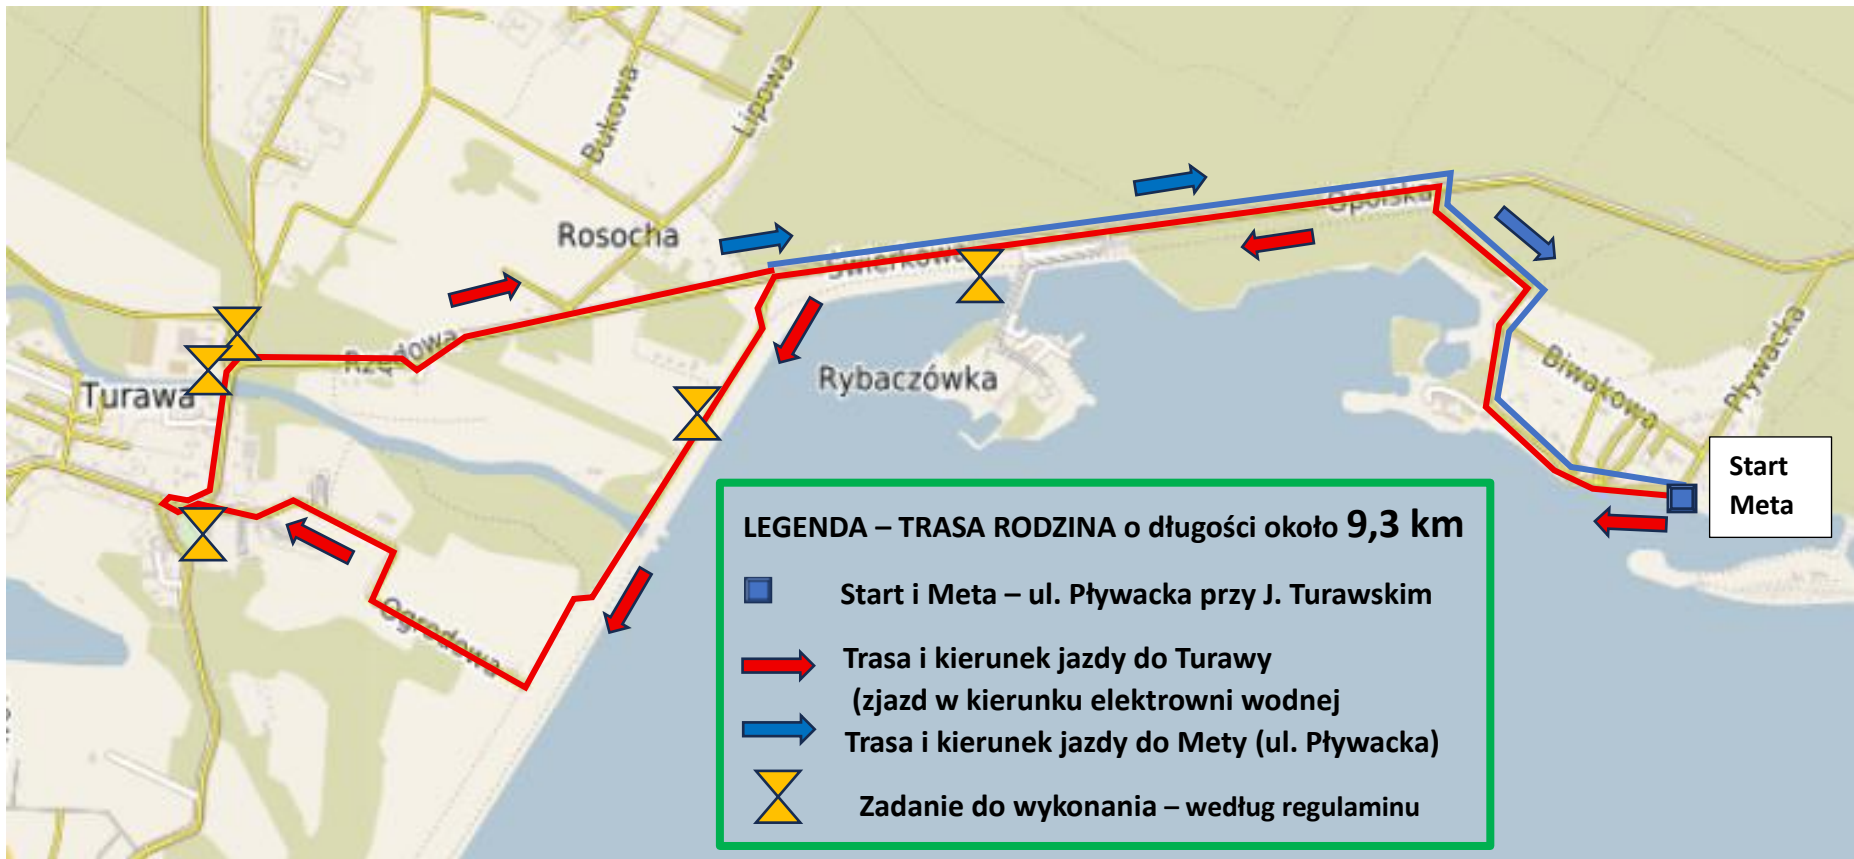 Bukowa
Lipowa
Rosocha
Opolska
Świerkowa
Rzędowa
Turawa
Rybaczówka
Biwakowa
Pływacka
Start
Meta
Ogrodowa
LEGENDA – TRASA RODZINA o długości około 9,3 km
Start i Meta – ul. Pływacka przy J. Turawskim
Trasa i kierunek jazdy do Turawy
(zjazd w kierunku elektrowni wodnej
Trasa i kierunek jazdy do Mety (ul. Pływacka)
Zadanie do wykonania – według regulaminu